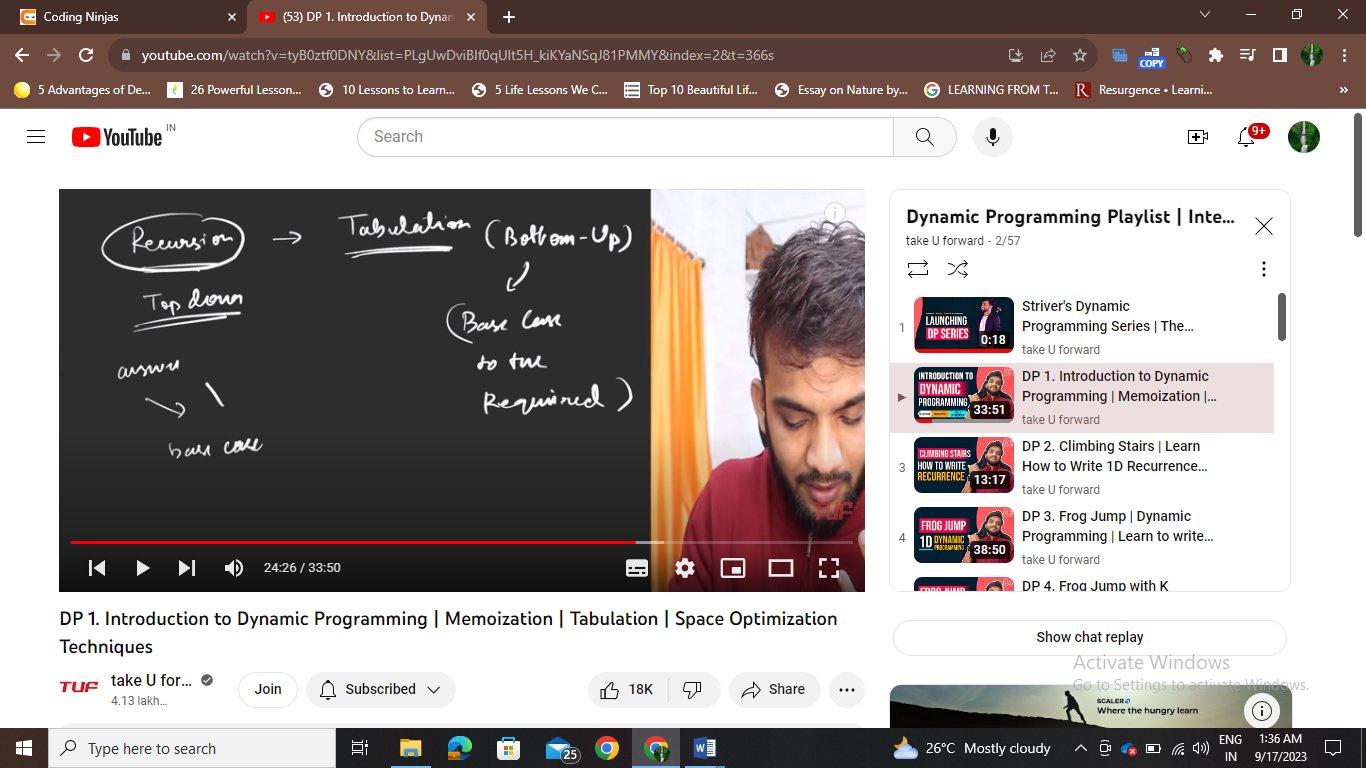 Coding Ninjas
(53) DP 1. Introduction to Dynan
youtube.com/watch?v=tyB0ztf0DNY&list=PLgUwDviBIf0qUlt5H_kiKYaNSqJ81PMMY&index=2&t=366s
COPY
5 Advantages of De...
26 Powerful Lesson...
10 Lessons to Learn...
5 Life Lessons We C...
Top 10 Beautiful Lif...
Essay on Nature by...
LEARNING FROM T...
Resurgence • Learni...
YouTube IN
Search
9+
Recursion → Tabulation (Bottom-Up)
Top down
(Base Case
to the
Required)
answer
base case
TUF
24:26 / 33:50
DP 1. Introduction to Dynamic Programming | Memoization | Tabulation | Space Optimization
Techniques
TUF
take U for...
4.13 lakh...
Join
Subscribed
18K
Share
Dynamic Programming Playlist | Inte...
take U forward - 2/57
1
LAUNCHING
DP SERIES
0:18
Striver's Dynamic
Programming Series | The...
take U forward
INTRODUCTION TO
DYNAMIC
PROGRAMMING
33:51
DP 1. Introduction to Dynamic
Programming | Memoization |...
take U forward
3
CLIMBING STAIRS
HOW TO WRITE
RECURRENCE
13:17
DP 2. Climbing Stairs | Learn
How to Write 1D Recurrence...
take U forward
4
FROG JUMP
1D DYNAMIC
PROGRAMMING
38:50
DP 3. Frog Jump | Dynamic
Programming | Learn to write...
take U forward
FROG JUMP
DP 4. Frog Jump with K
Show chat replay
Activate Windows
Go to Settings to activate Windows.
SCALER
Where the hungry learn
Type here to search
25
26°C Mostly cloudy
ENG
IN
1:36 AM
9/17/2023